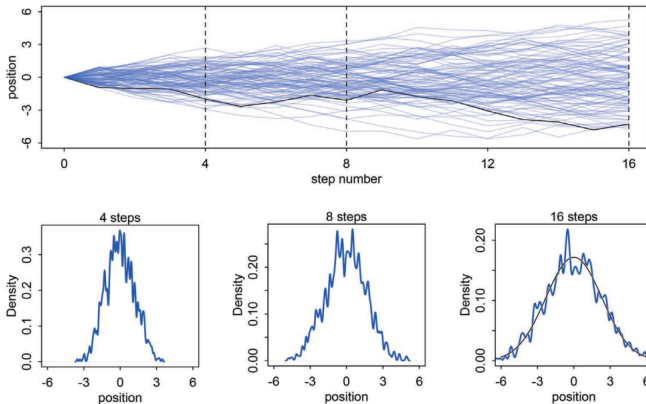 position
6
3
0
-3
-6
0
4
8
12
16
step number
4 steps
8 steps
16 steps
Density
0.3
0.2
0.1
0.0
-6 -3 0 3 6
position
Density
0.20
0.10
0.00
-6 -3 0 3 6
position
Density
0.20
0.10
0.00
-6 -3 0 3 6
position